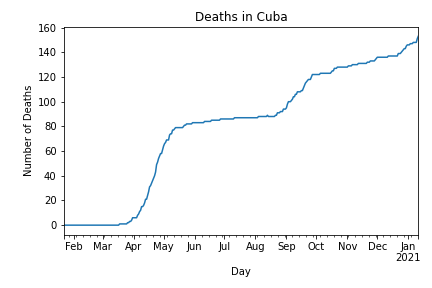 Deaths in Cuba
Number of Deaths
160
140
120
100
80
60
40
20
0
Feb Mar Apr May Jun Jul Aug Sep Oct Nov Dec Jan
2021
Day